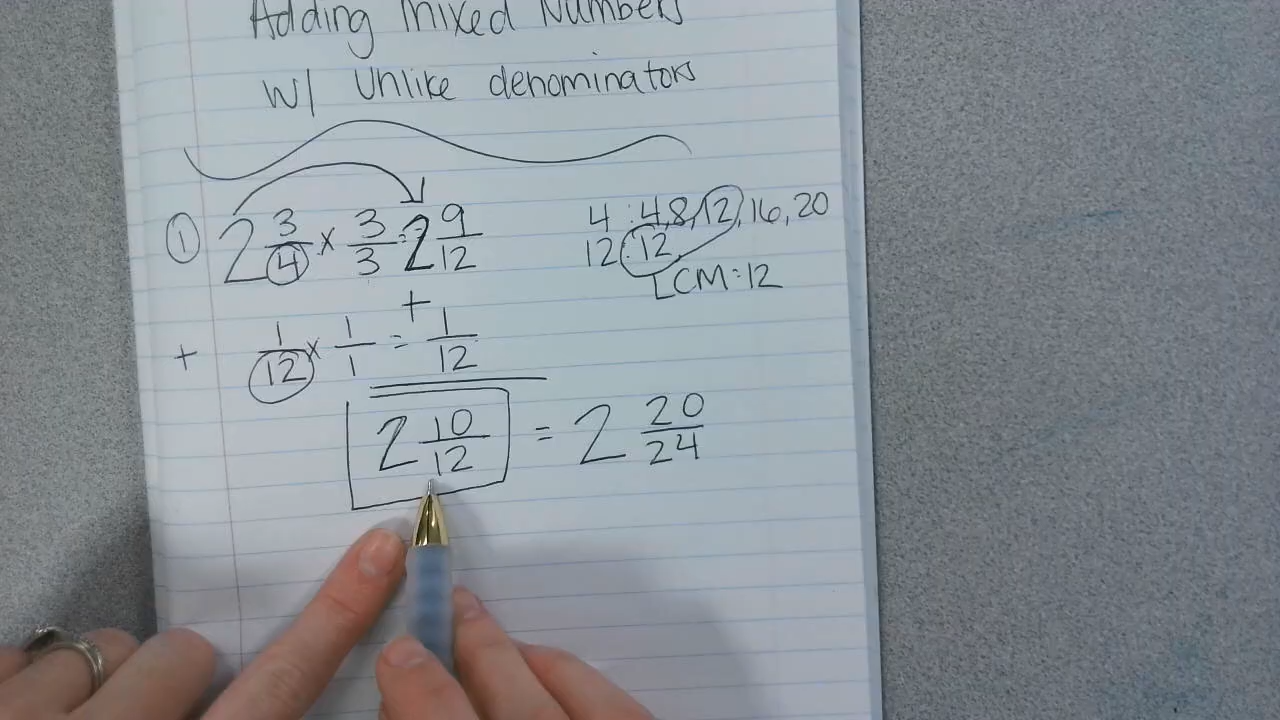 Adding Mixed Numbers
w/ Unlike denominators
① 2 3/4 x 3/3 = 2 9/12
4 : 4, 8, 12, 16, 20
12 : 12
LCM: 12
+ 1/12 x 1/1 = + 1/12
2 10/12 = 2 20/24